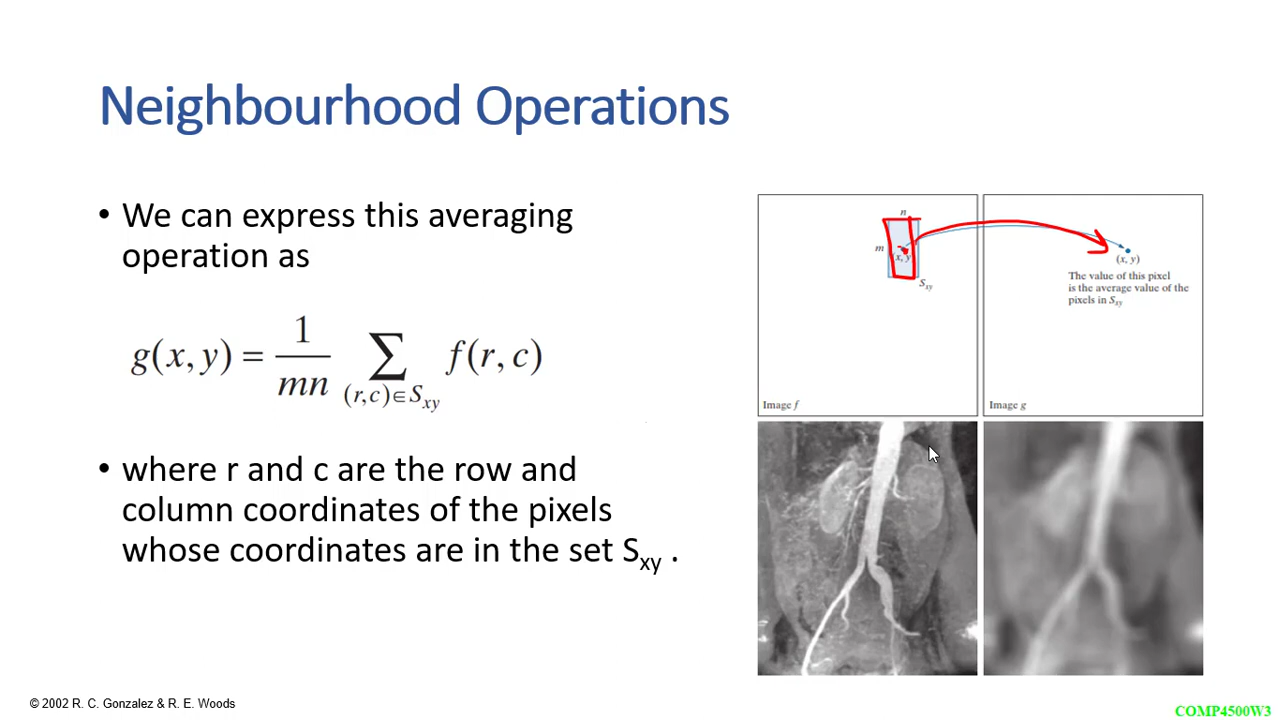 Neighbourhood Operations
• We can express this averaging
operation as
g(x, y) = 1/mn ∑ (r,c)∈S_xy f(r, c)
• where r and c are the row and
column coordinates of the pixels
whose coordinates are in the set S_xy .
n
m
(x, y)
S_xy
Image f
(x, y)
The value of this pixel
is the average value of the
pixels in S_xy
Image g
© 2002 R. C. Gonzalez & R. E. Woods
COMP4500W3